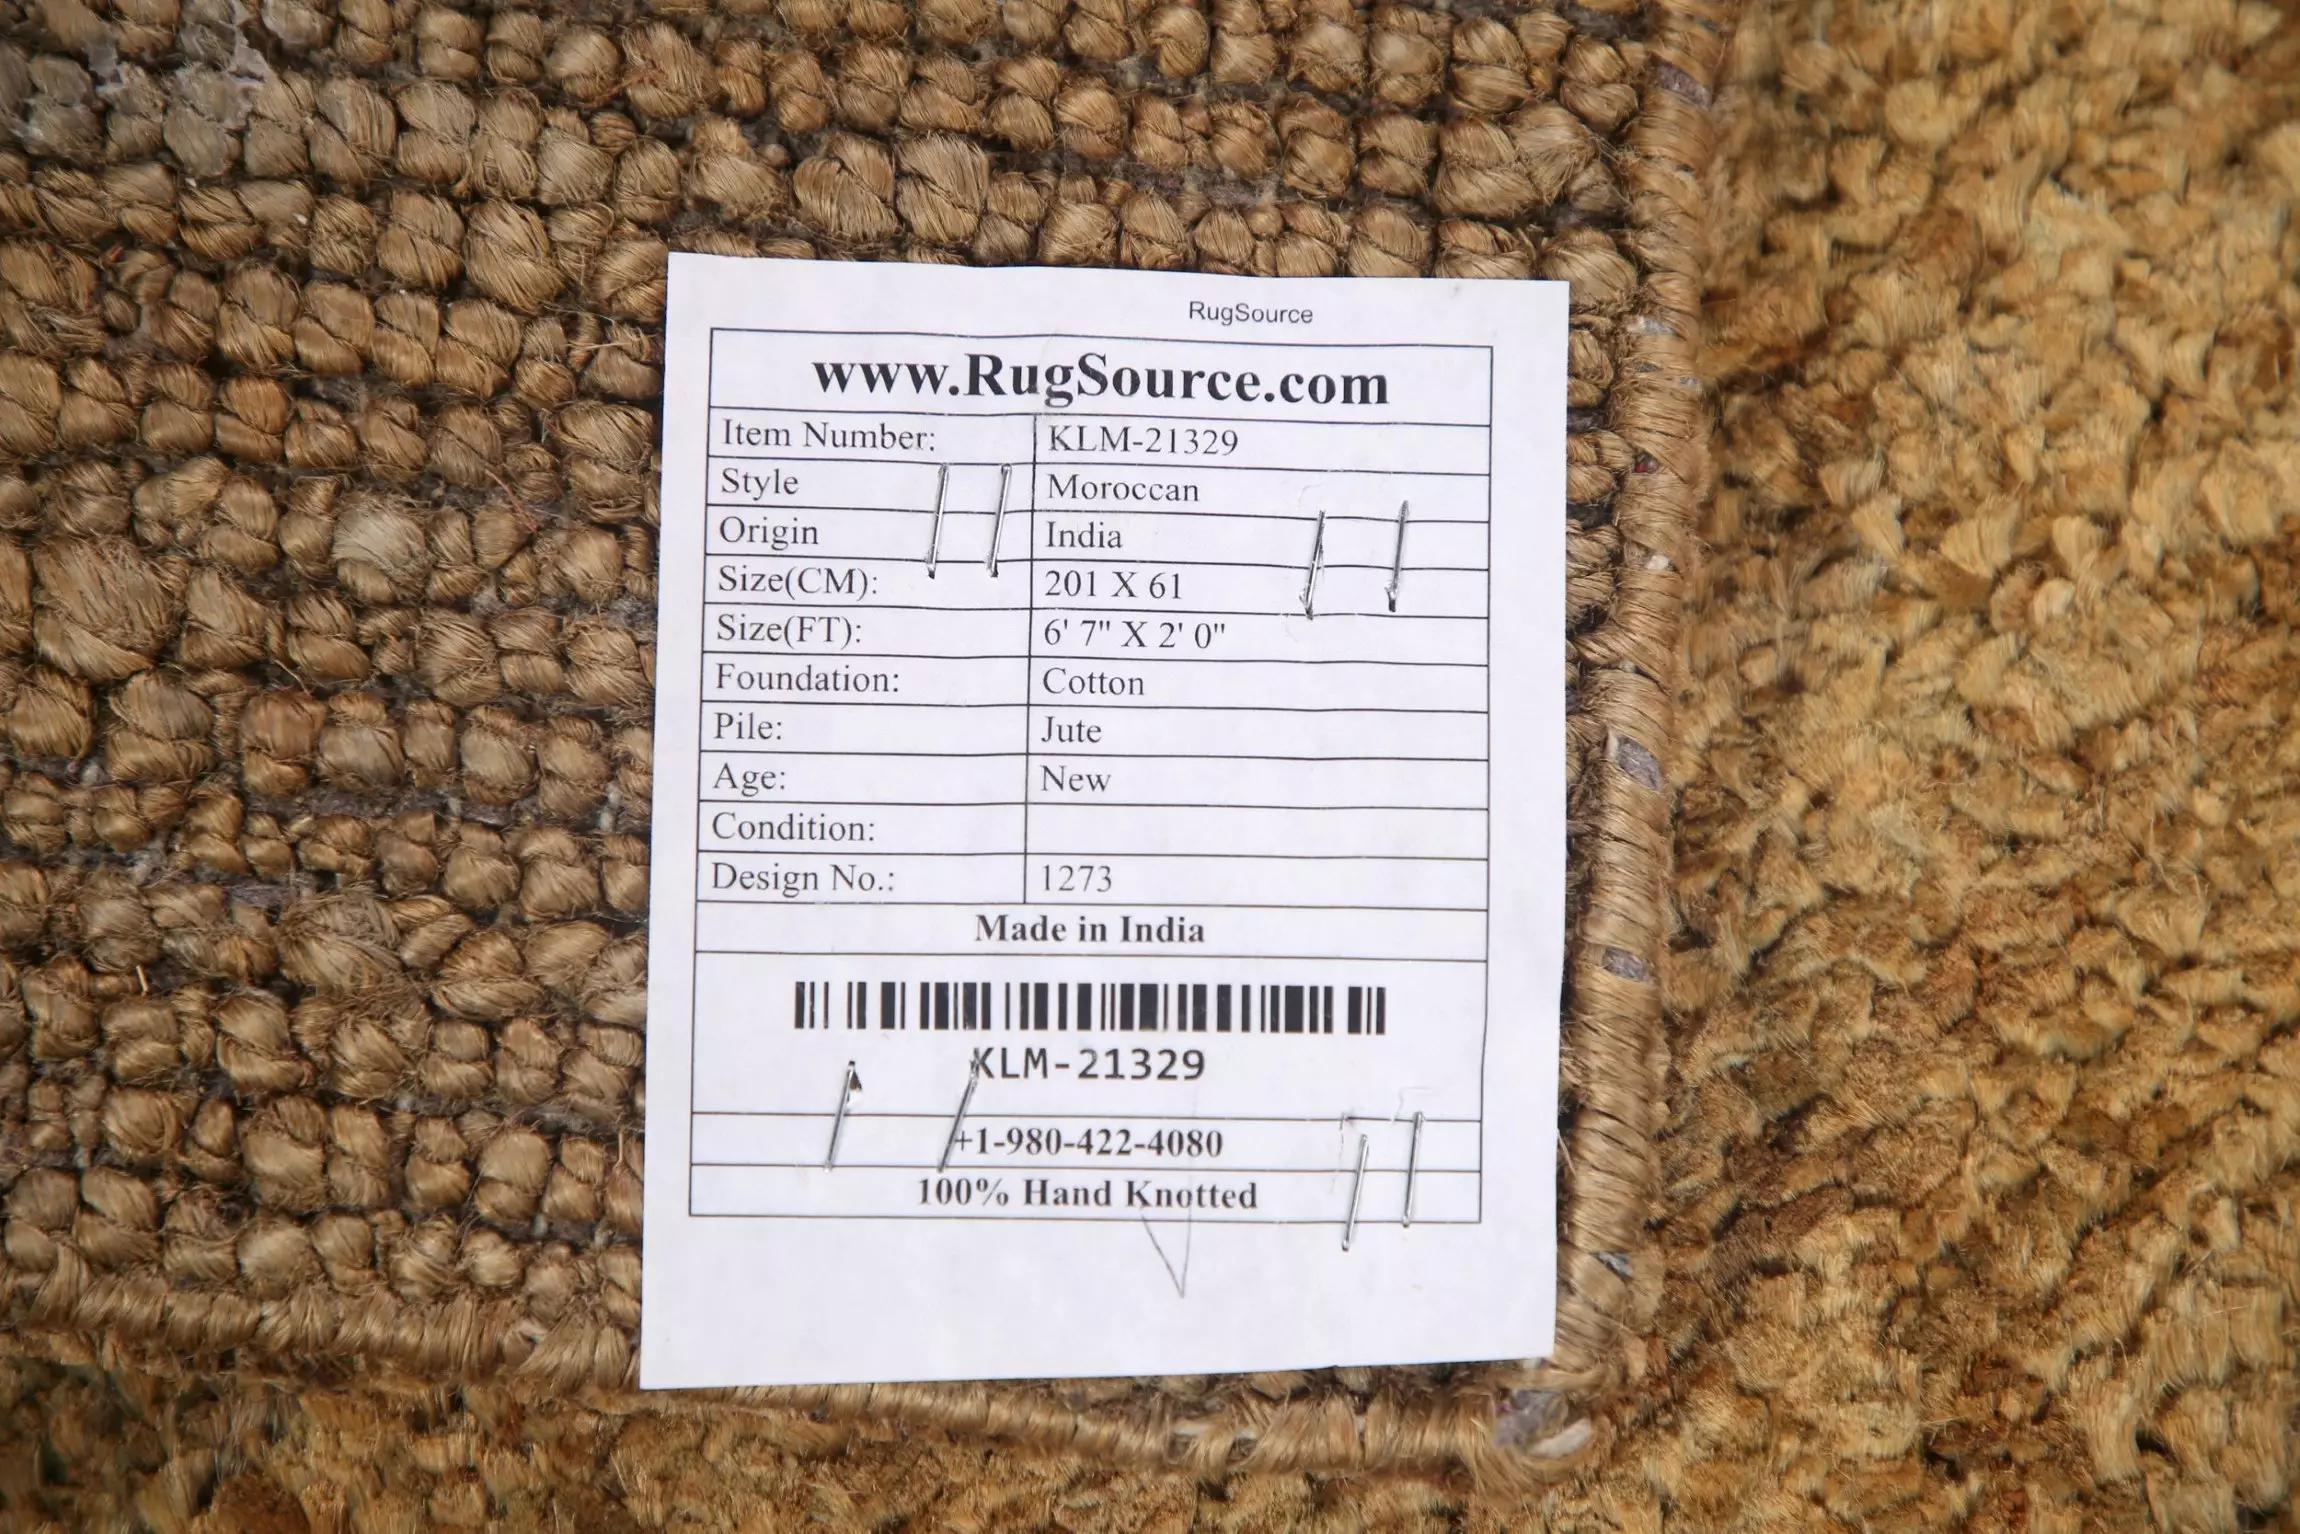 RugSource
www.RugSource.com
Item Number: KLM-21329
Style Moroccan
Origin India
Size(CM): 201 X 61
Size(FT): 6' 7" X 2' 0"
Foundation: Cotton
Pile: Jute
Age: New
Condition:
Design No.: 1273
Made in India
KLM-21329
+1-980-422-4080
100% Hand Knotted